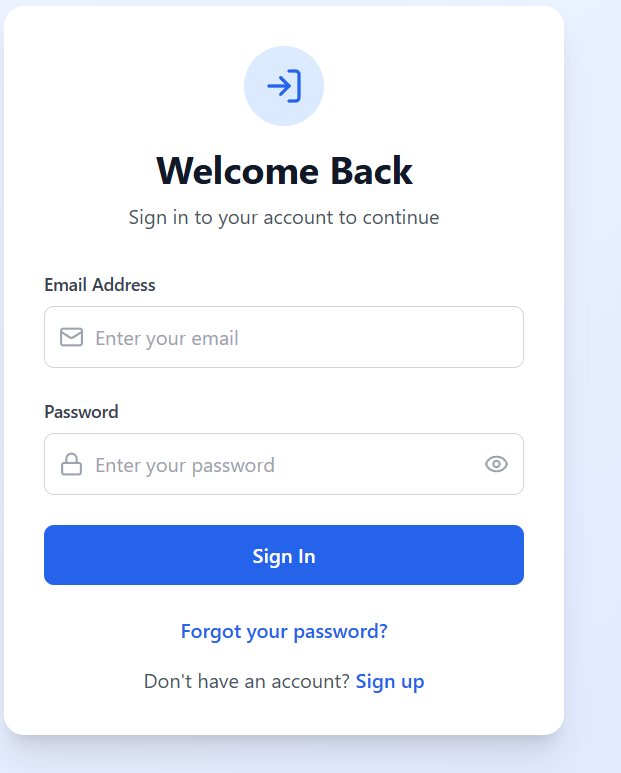 Welcome Back
Sign in to your account to continue
Email Address
Enter your email
Password
Enter your password
Sign In
Forgot your password?
Don't have an account? Sign up